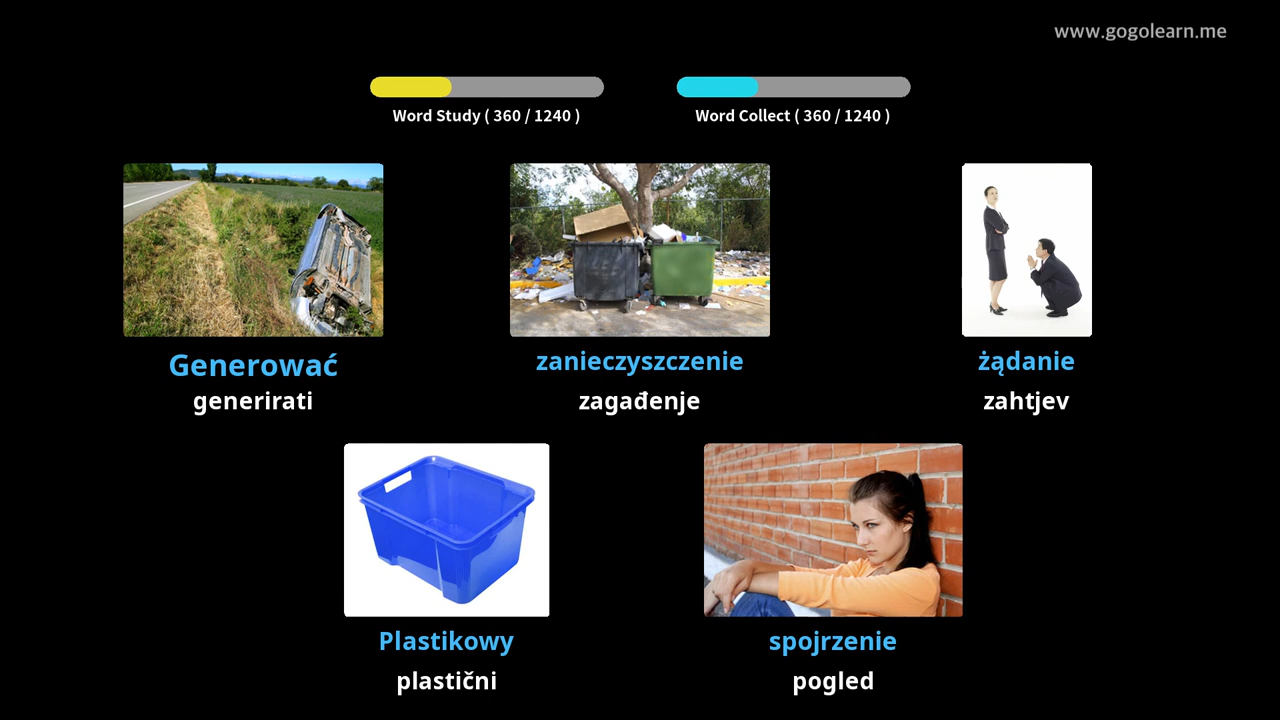 www.gogolearn.me
Word Study ( 360 / 1240 )
Word Collect ( 360 / 1240 )
Generować
generirati
zanieczyszczenie
zagađenje
żądanie
zahtjev
Plastikowy
plastični
spojrzenie
pogled